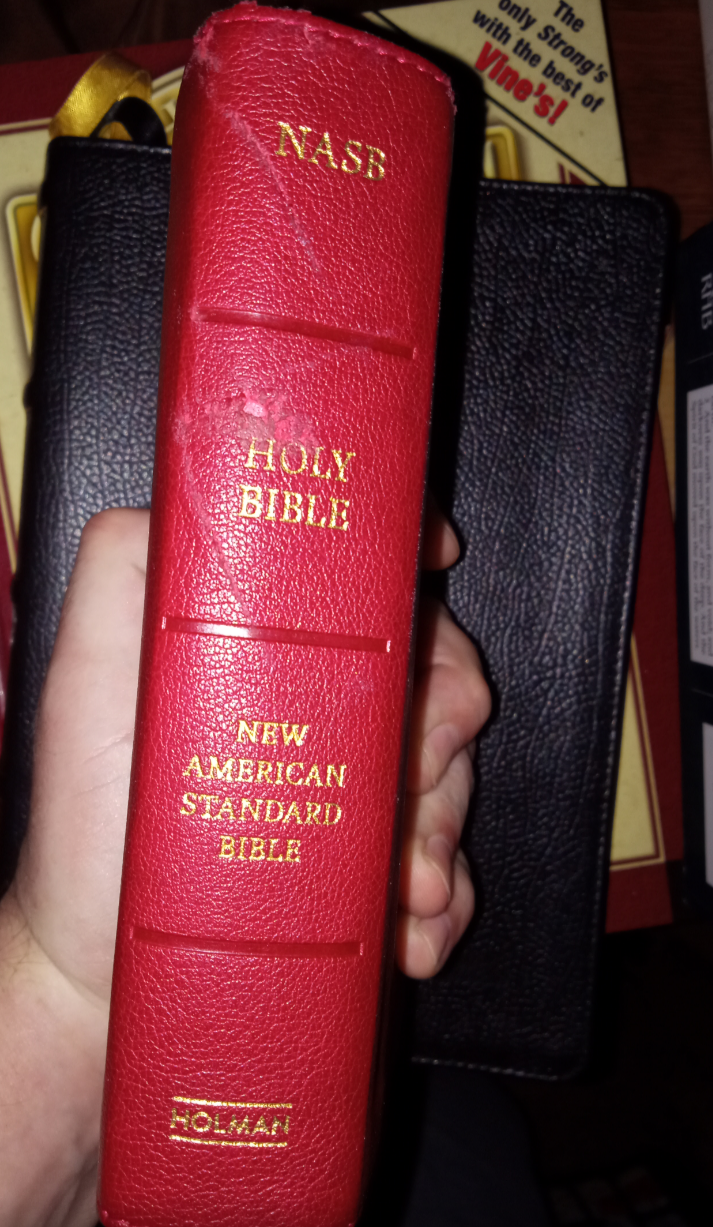 The
only Strong's
with the best of
Vine's!
NASB
HOLY
BIBLE
NEW
AMERICAN
STANDARD
BIBLE
HOLMAN